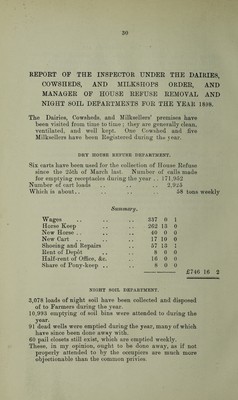 30
REPORT OF THE INSPECTOR UNDER THE DAIRIES,
COWSHEDS, AND MILKSHOPS ORDER, AND
MANAGER OF HOUSE REFUSE REMOVAL AND
NIGHT SOIL DEPARTMENTS FOR THE YEAR 1898.
The Dairies, Cowsheds, and Milksellers' premises have
been visited from time to time; they are generally clean,
ventilated, and well kept. One Cowshed and five
Milksellers have been Registered during the year.
DRY HOUSE REFUSE DEPARTMENT.
Six carts have been used for the collection of House Refuse
since the 25th of March last. Number of calls made
for emptying receptacles during the year .. 171,952
Number of cart loads .. .. .. 2,925
Which is about.. .. .. .. 58 tons weekly
Summary.
Wages .. .. .. 337 0 1
Horse Keep .. .. 262 13 0
New Horse .. .. .. 40 0 0
New Cart .. .. .. 17 10 0
Shoeing and Repairs .. 57 13 1
Rent of Depôt .. .. 8 0 0
Half-rent of Office, &c. .. 16 0 0
Share of Pony-keep .. .. 8 0 0
£746 16 2
NIGHT SOIL DEPARTMENT.
3,078 loads of night soil have been collected and disposed
of to Farmers during the year.
10,993 emptying of soil bins were attended to during the
year.
91 dead wells were emptied during the year, many of which
have since been done away with.
60 pail closets still exist, which are emptied weekly.
These, in my opinion, ought to be done away, as if not
properly attended to by the occupiers are much more
objectionable than the common privies.